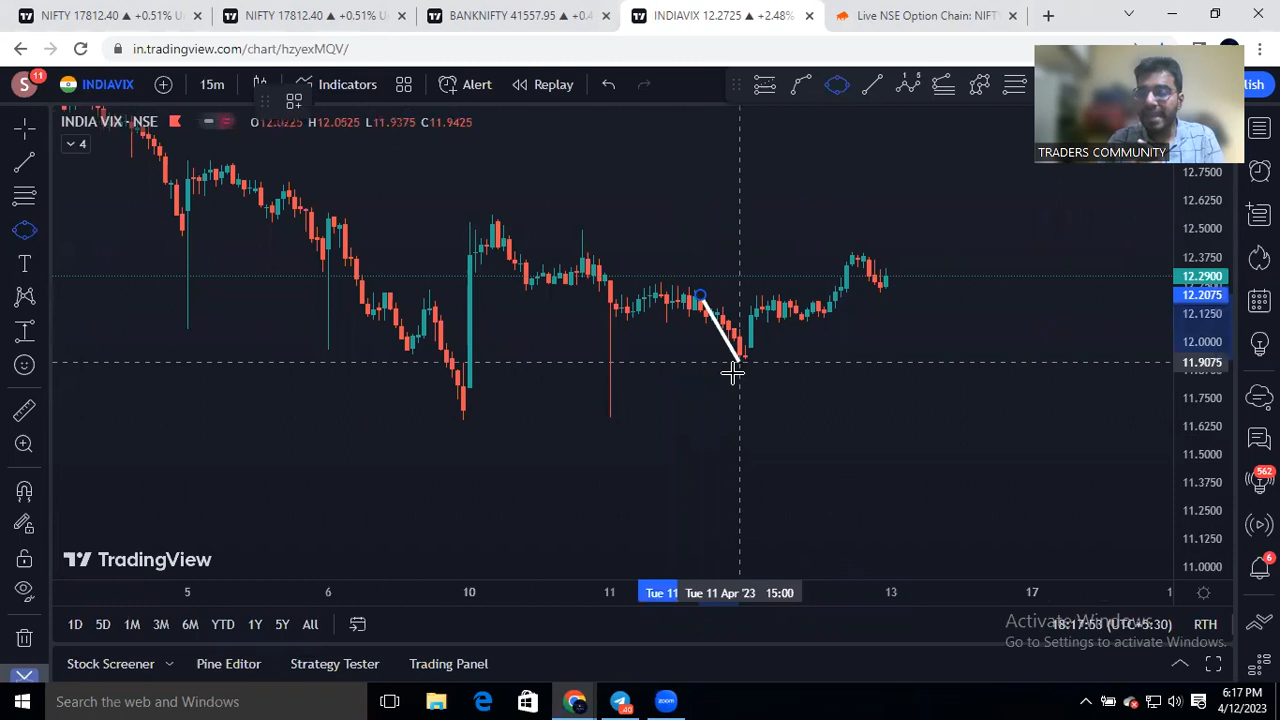 NIFTY 17812.40 ▲ +0.51% U
NIFTY 17812.40 ▲ +0.51% U
BANKNIFTY 41557.95 ▲ +0.4
INDIAVIX 12.2725 ▲ +2.48%
Live NSE Option Chain: NIFT
in.tradingview.com/chart/hzyexMQV/
S 11
INDIAVIX
15m
Indicators
Alert
Replay
lish
INDIA VIX · NSE
O12.0225 H12.0525 L11.9375 C11.9425
4
TRADERS COMMUNITY
12.7500
12.6250
12.5000
12.3750
12.2900
12.2075
12.1250
12.0000
11.9075
11.7500
11.6250
11.5000
11.3750
11.2500
11.1250
11.0000
562
6
TradingView
5
6
10
11
Tue 11
Tue 11 Apr '23 15:00
13
17
1
1D 5D 1M 3M 6M YTD 1Y 5Y All
(UTC+5:30)
RTH
Activate Windows
Go to Settings to activate Windows.
Stock Screener
Pine Editor
Strategy Tester
Trading Panel
Search the web and Windows
40
zoom
6:17 PM
4/12/2023